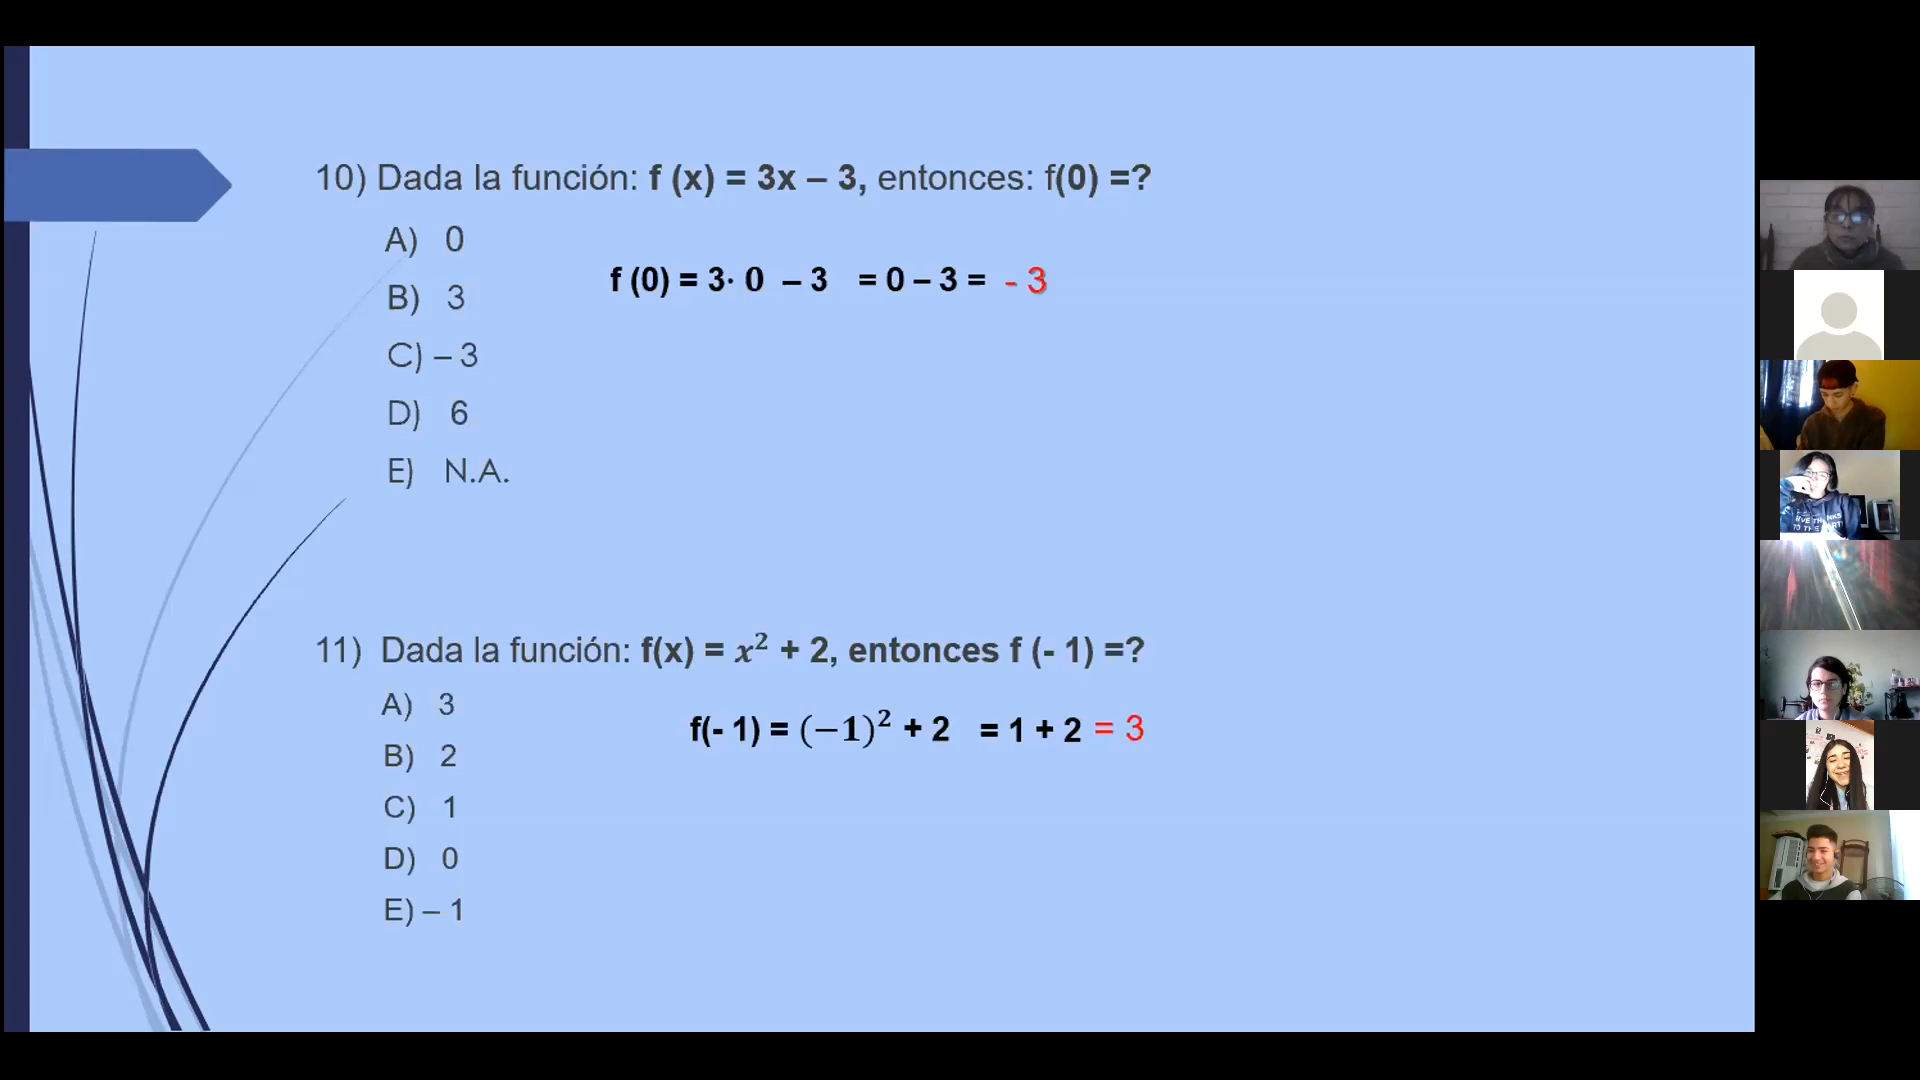 10) Dada la función: f (x) = 3x – 3, entonces: f(0) =?
A) 0
f (0) = 3· 0 – 3 = 0 – 3 = - 3
B) 3
C) – 3
D) 6
E) N.A.
11) Dada la función: f(x) = x² + 2, entonces f (- 1) =?
A) 3
f(- 1) = (−1)² + 2 = 1 + 2 = 3
B) 2
C) 1
D) 0
E) – 1